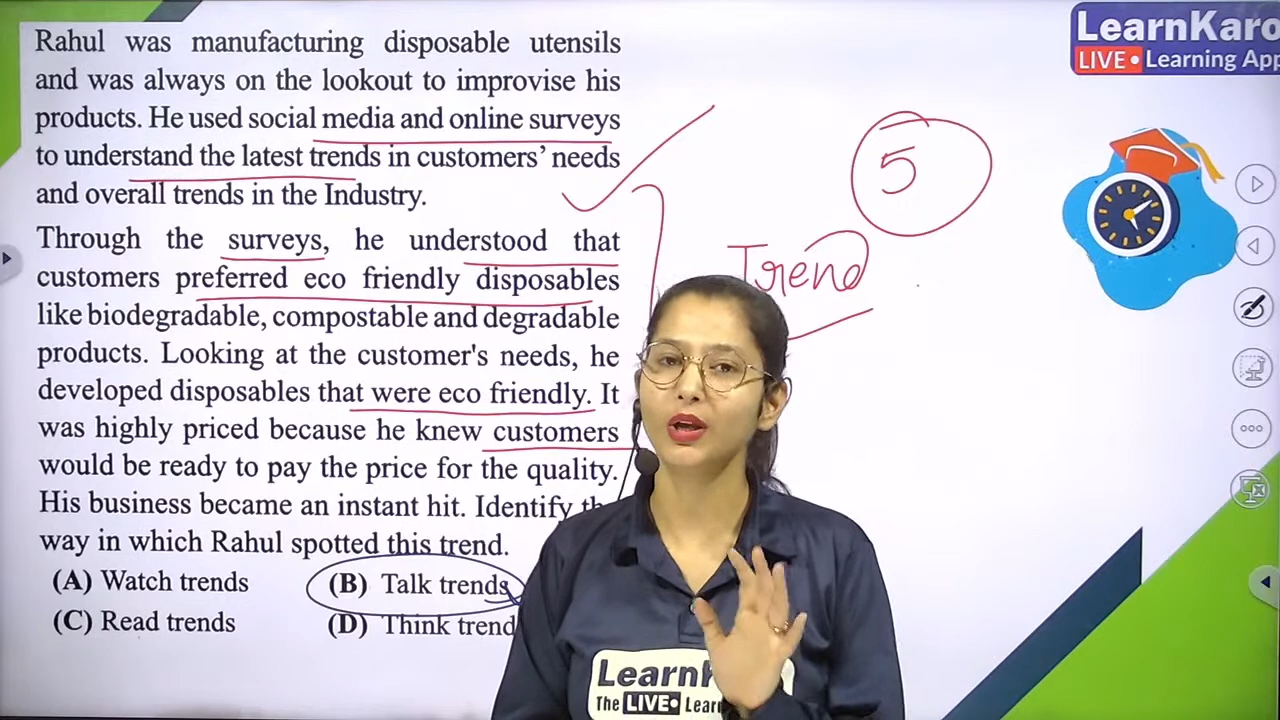 Rahul was manufacturing disposable utensils
and was always on the lookout to improvise his
products. He used social media and online surveys
to understand the latest trends in customers' needs
and overall trends in the Industry.
Through the surveys, he understood that
customers preferred eco friendly disposables
like biodegradable, compostable and degradable
products. Looking at the customer's needs, he
developed disposables that were eco friendly. It
was highly priced because he knew customers
would be ready to pay the price for the quality.
His business became an instant hit. Identify
way in which Rahul spotted this trend.
(A) Watch trends
(B) Talk trends
(C) Read trends
(D) Think trend
5
Trend
LearnKaro
LIVE• Learning App
Learn
The LIVE• Lear